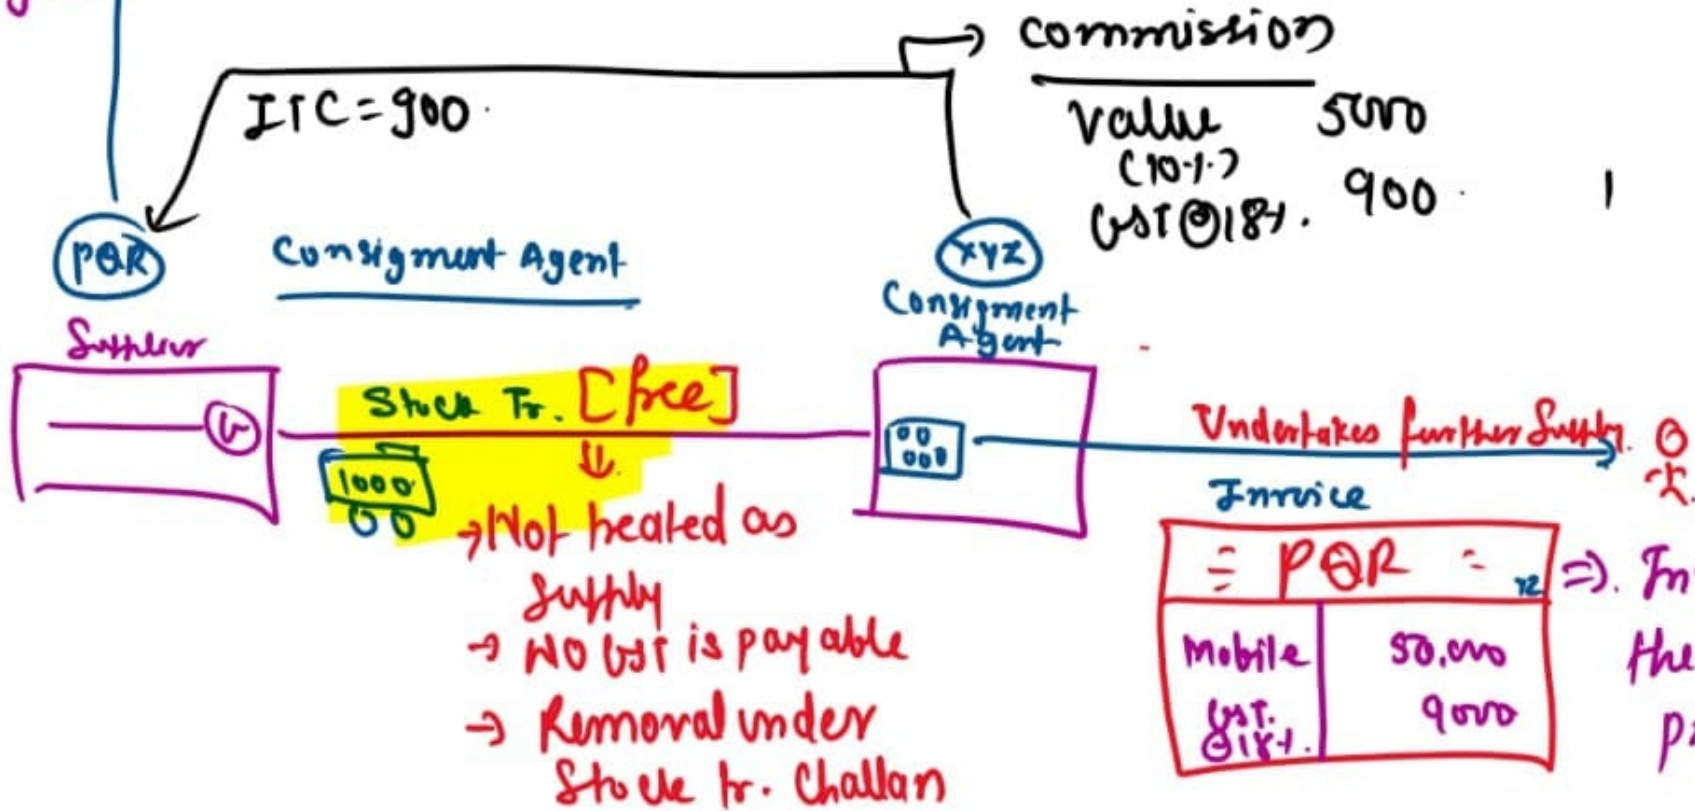 commission
ITC = 900
Value 5000
(10%)
GST @18%. 900
PQR
Consigment Agent
XYZ
Consignment
Agent
Supplier
Stock Tr. [free]
1000
→ Not treated as
Supply
→ No GST is payable
→ Removal under
Stock tr. Challan
Undertakes further Supply.
Invoice
= PQR =
Mobile 50,000
GST. 9000
@18%.
⇒ In
the